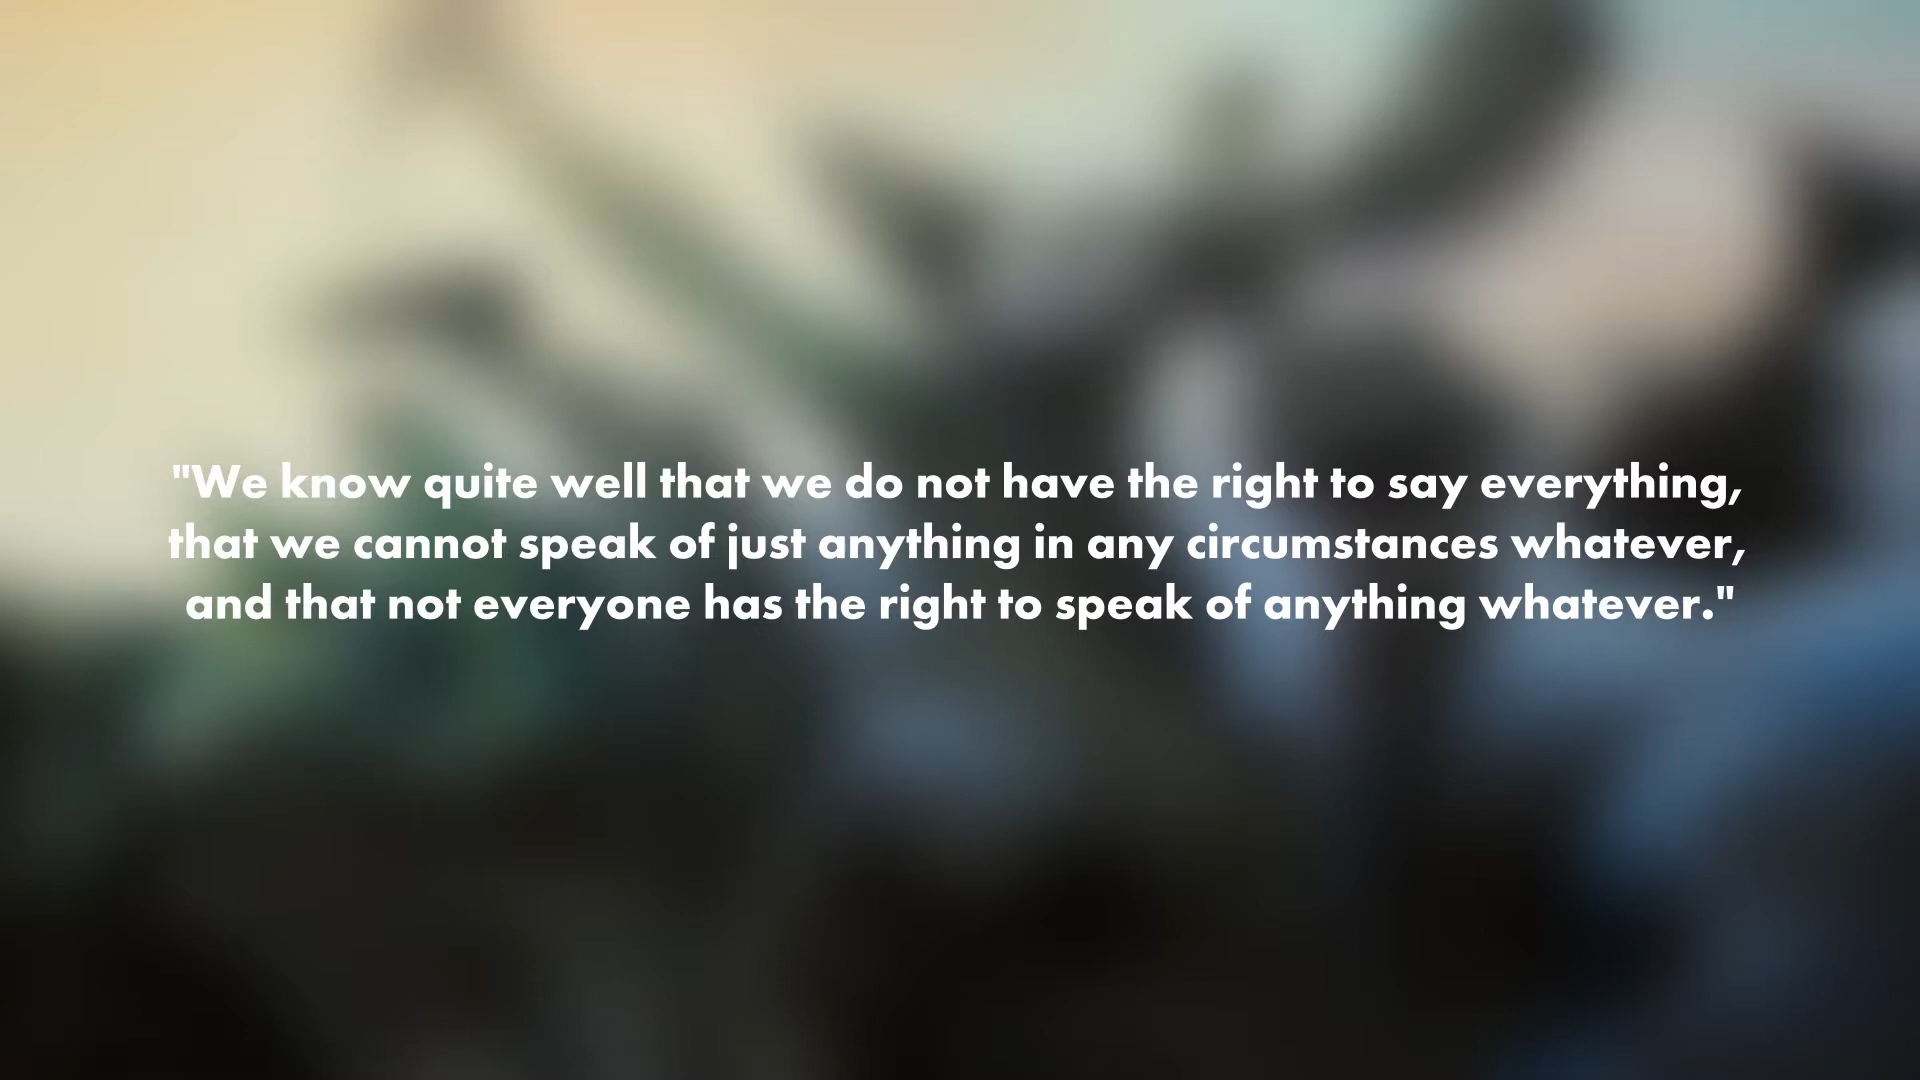 "We know quite well that we do not have the right to say everything,
that we cannot speak of just anything in any circumstances whatever,
and that not everyone has the right to speak of anything whatever."